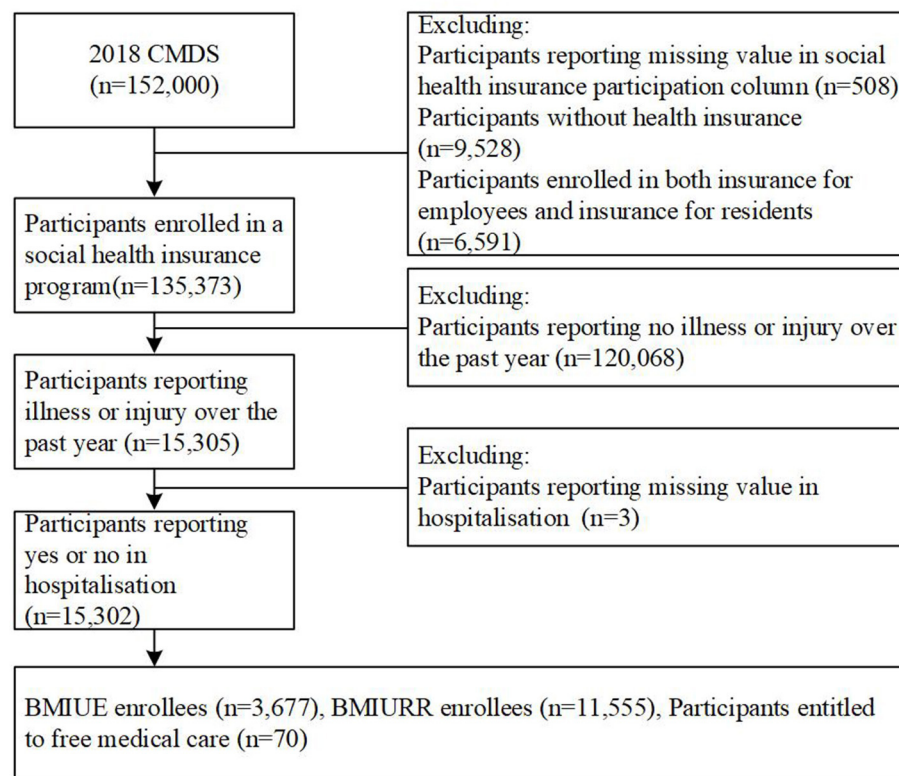 2018 CMDS
(n=152,000)
Excluding:
Participants reporting missing value in social
health insurance participation column (n=508)
Participants without health insurance
(n=9,528)
Participants enrolled in both insurance for
employees and insurance for residents
(n=6,591)
Participants enrolled in a
social health insurance
program(n=135,373)
Excluding:
Participants reporting no illness or injury over
the past year (n=120,068)
Participants reporting
illness or injury over the
past year (n=15,305)
Excluding:
Participants reporting missing value in
hospitalisation (n=3)
Participants reporting
yes or no in
hospitalisation
(n=15,302)
BMIUE enrollees (n=3,677), BMIURR enrollees (n=11,555), Participants entitled
to free medical care (n=70)